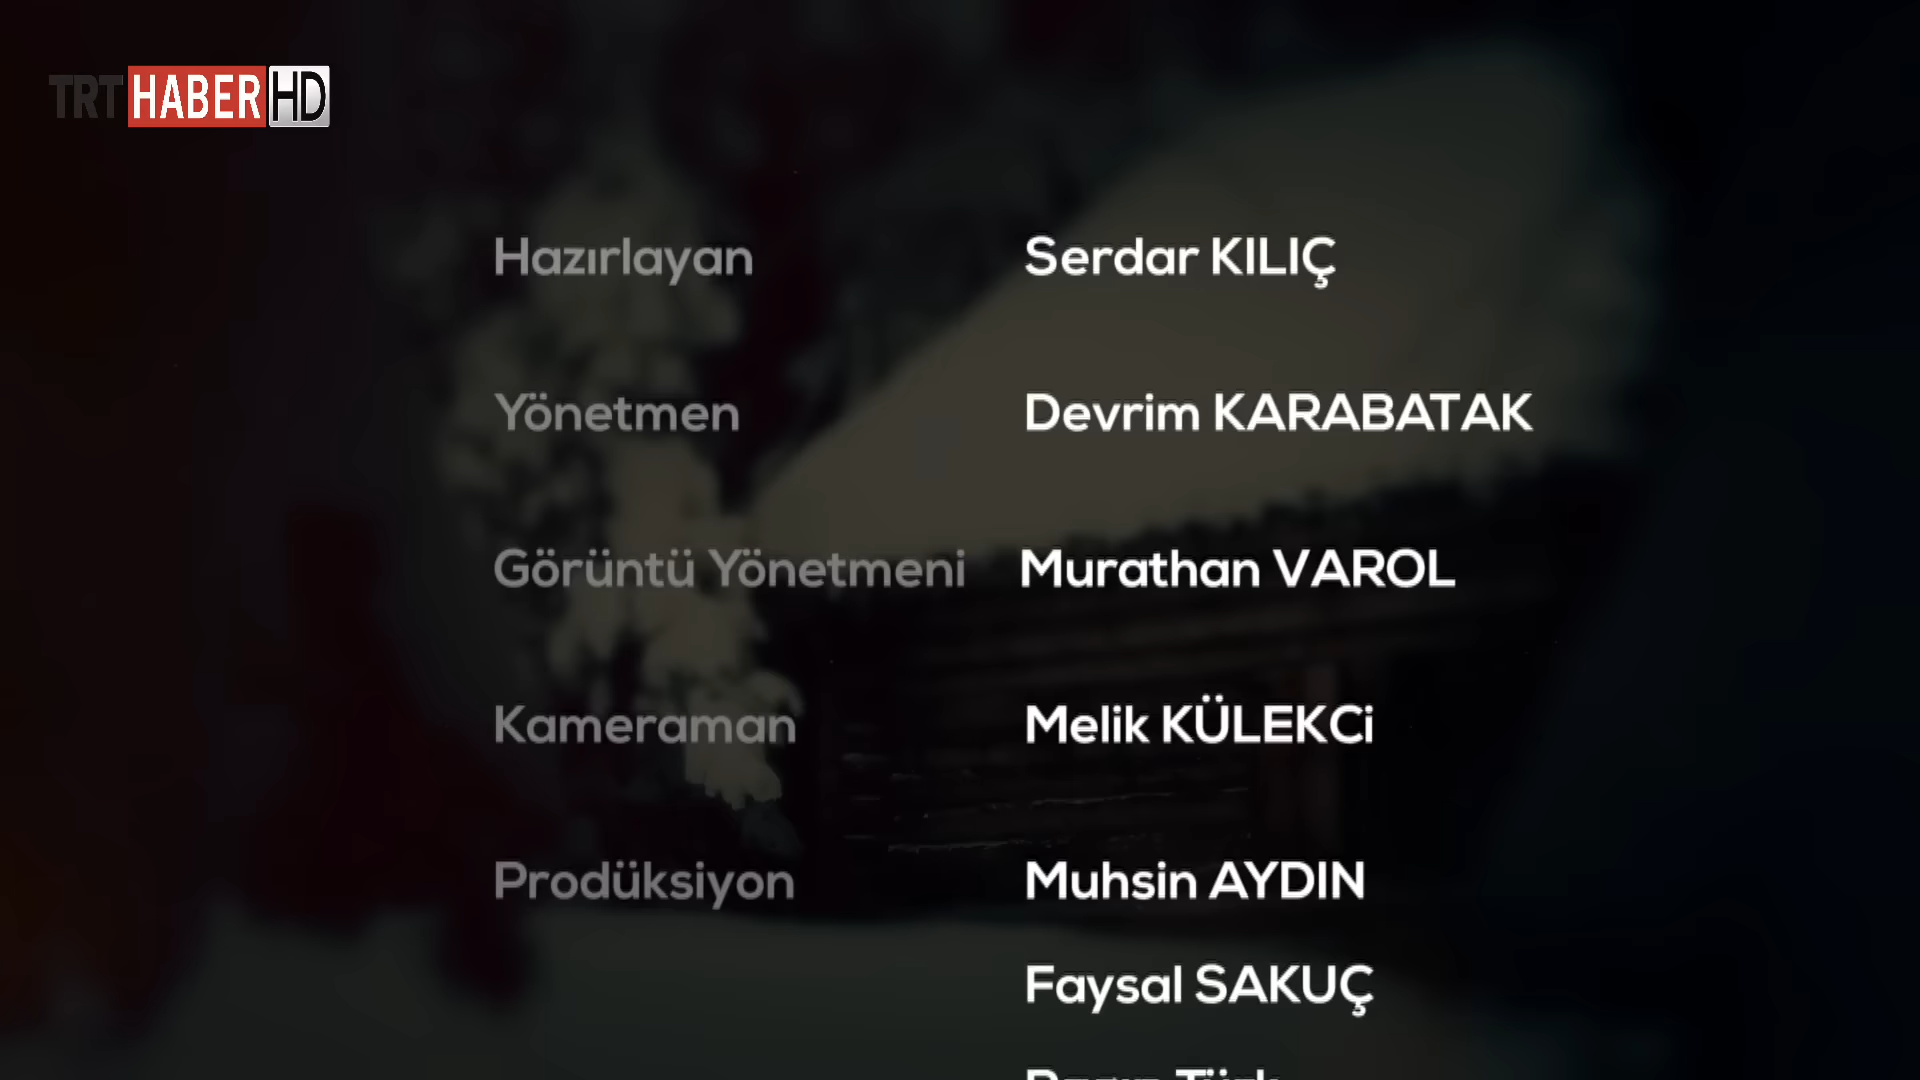 TRT HABER HD
Hazırlayan Serdar KILIÇ
Yönetmen Devrim KARABATAK
Görüntü Yönetmeni Murathan VAROL
Kameraman Melik KÜLEKCi
Prodüksiyon Muhsin AYDIN
Faysal SAKUÇ